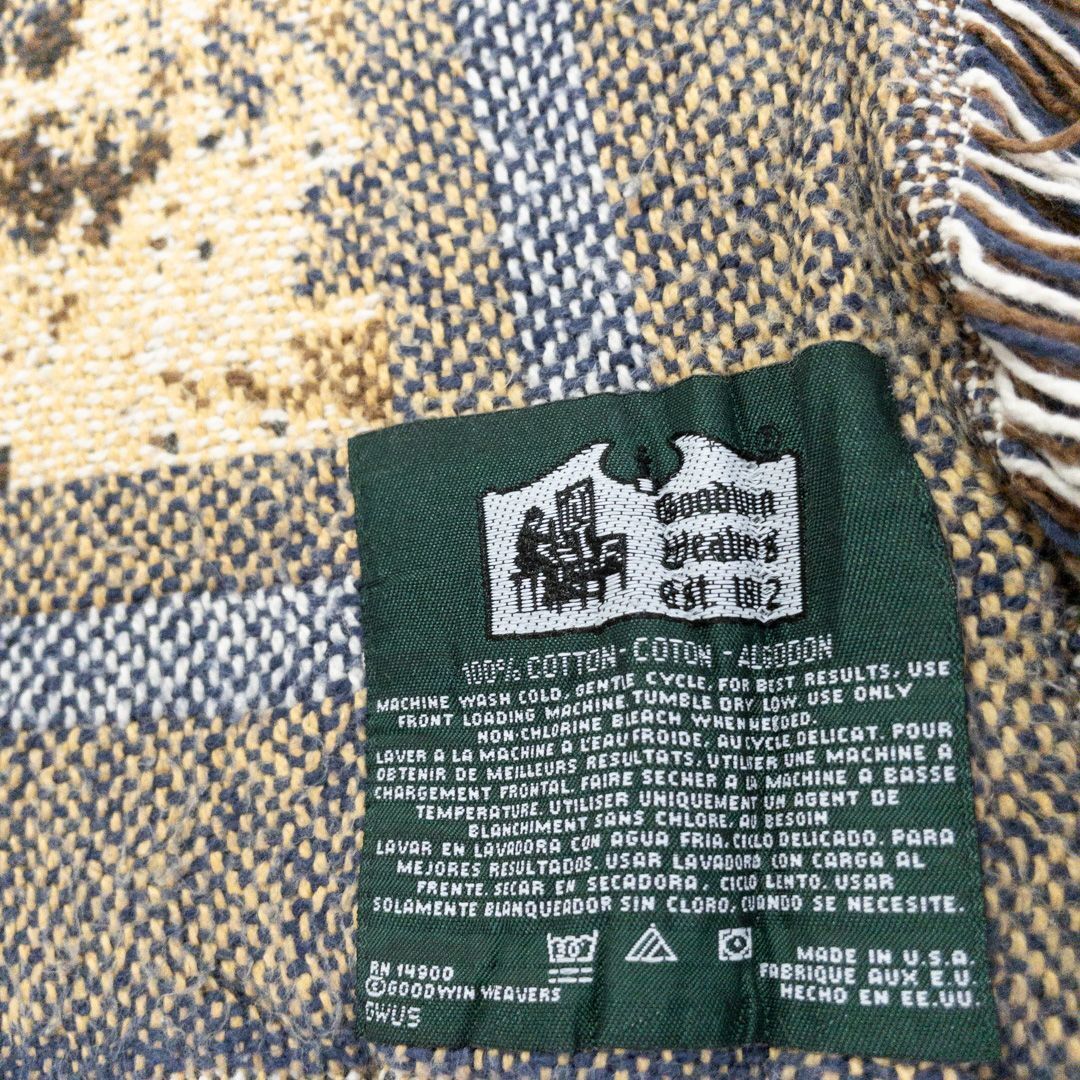 ®
Goodwin
Weavers
Est 1812
100% COTTON - COTON - ALGODON
MACHINE WASH COLD, GENTLE CYCLE. FOR BEST RESULTS, USE
FRONT LOADING MACHINE. TUMBLE DRY LOW. USE ONLY
NON-CHLORINE BLEACH WHEN NEEDED.
LAVER A LA MACHINE A L'EAU FROIDE, AU CYCLE DELICAT. POUR
OBTENIR DE MEILLEURS RESULTATS, UTILISER UNE MACHINE A
CHARGEMENT FRONTAL. FAIRE SECHER A LA MACHINE A BASSE
TEMPERATURE. UTILISER UNIQUEMENT UN AGENT DE
BLANCHIMENT SANS CHLORE, AU BESOIN
LAVAR EN LAVADORA CON AGUA FRIA, CICLO DELICADO. PARA
MEJORES RESULTADOS. USAR LAVADORA CON CARGA AL
FRENTE. SECAR EN SECADORA, CICLO LENTO. USAR
SOLAMENTE BLANQUEADOR SIN CLORO, CUANDO SE NECESITE.
RN 14900
©GOODWIN WEAVERS
GWUS
MADE IN U.S.A.
FABRIQUE AUX E.U.
HECHO EN EE.UU.